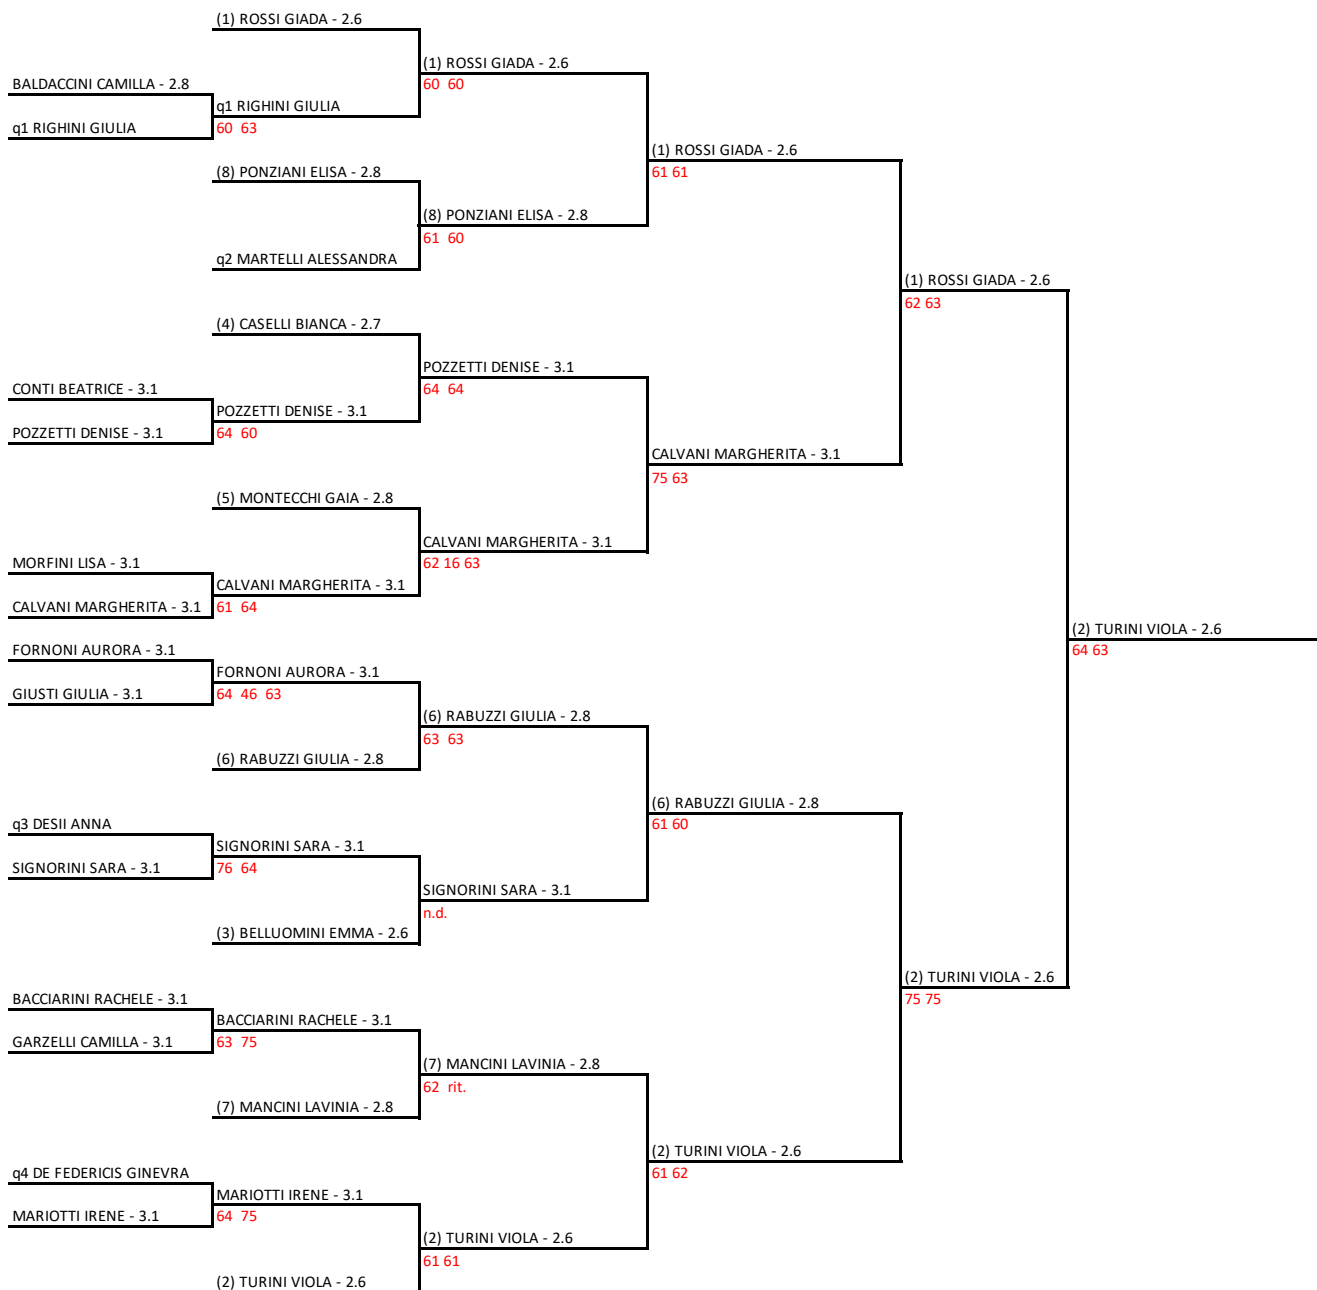 (1) ROSSI GIADA - 2.6
(1) ROSSI GIADA - 2.6
BALDACCINI CAMILLA - 2.8
60 60
q1 RIGHINI GIULIA
q1 RIGHINI GIULIA
60 63
(1) ROSSI GIADA - 2.6
(8) PONZIANI ELISA - 2.8
61 61
(8) PONZIANI ELISA - 2.8
61 60
q2 MARTELLI ALESSANDRA
(1) ROSSI GIADA - 2.6
62 63
(4) CASELLI BIANCA - 2.7
POZZETTI DENISE - 3.1
CONTI BEATRICE - 3.1
64 64
POZZETTI DENISE - 3.1
POZZETTI DENISE - 3.1
64 60
CALVANI MARGHERITA - 3.1
75 63
(5) MONTECCHI GAIA - 2.8
CALVANI MARGHERITA - 3.1
MORFINI LISA - 3.1
62 16 63
CALVANI MARGHERITA - 3.1
CALVANI MARGHERITA - 3.1
61 64
(2) TURINI VIOLA - 2.6
FORNONI AURORA - 3.1
64 63
FORNONI AURORA - 3.1
GIUSTI GIULIA - 3.1
64 46 63
(6) RABUZZI GIULIA - 2.8
63 63
(6) RABUZZI GIULIA - 2.8
(6) RABUZZI GIULIA - 2.8
q3 DESII ANNA
61 60
SIGNORINI SARA - 3.1
SIGNORINI SARA - 3.1
76 64
SIGNORINI SARA - 3.1
n.d.
(3) BELLUOMINI EMMA - 2.6
(2) TURINI VIOLA - 2.6
BACCIARINI RACHELE - 3.1
75 75
BACCIARINI RACHELE - 3.1
GARZELLI CAMILLA - 3.1
63 75
(7) MANCINI LAVINIA - 2.8
62 rit.
(7) MANCINI LAVINIA - 2.8
(2) TURINI VIOLA - 2.6
q4 DE FEDERICIS GINEVRA
61 62
MARIOTTI IRENE - 3.1
MARIOTTI IRENE - 3.1
64 75
(2) TURINI VIOLA - 2.6
61 61
(2) TURINI VIOLA - 2.6